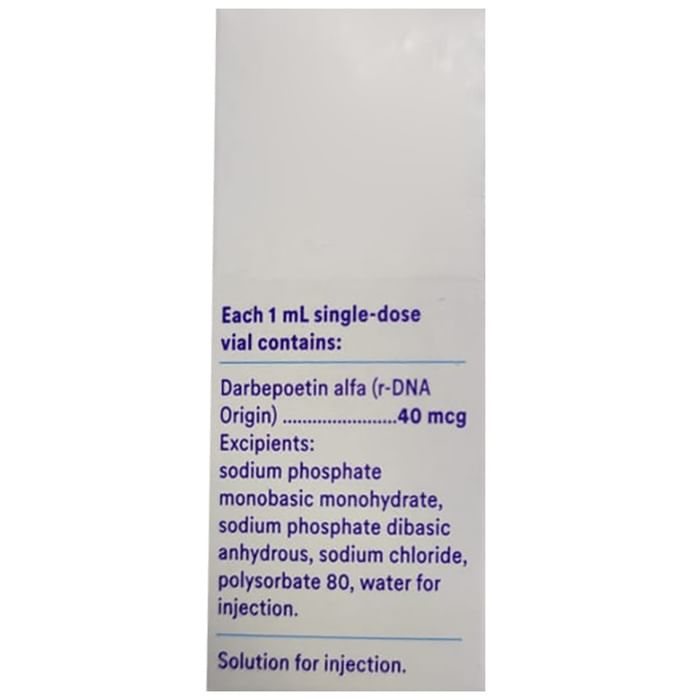 Each 1 mL single-dose
vial contains:
Darbepoetin alfa (r-DNA
Origin) ........................40 mcg
Excipients:
sodium phosphate
monobasic monohydrate,
sodium phosphate dibasic
anhydrous, sodium chloride,
polysorbate 80, water for
injection.
Solution for injection.